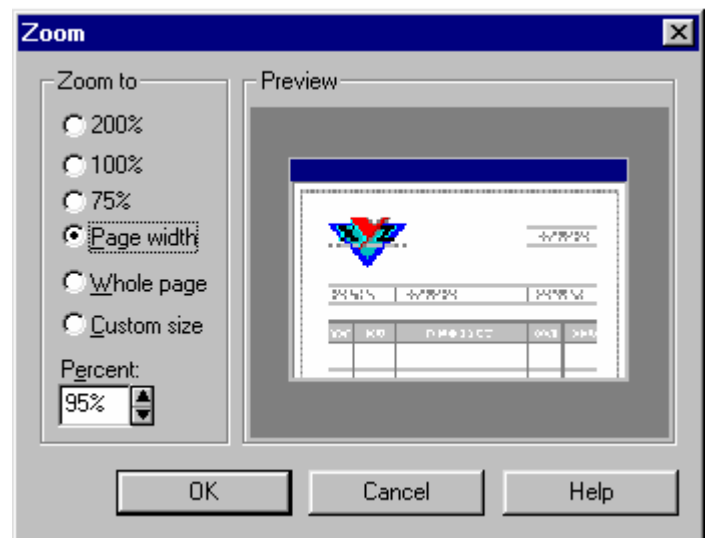 Zoom
Zoom to
200%
100%
75%
Page width
Whole page
Custom size
Percent:
95%
Preview
OK Cancel Help